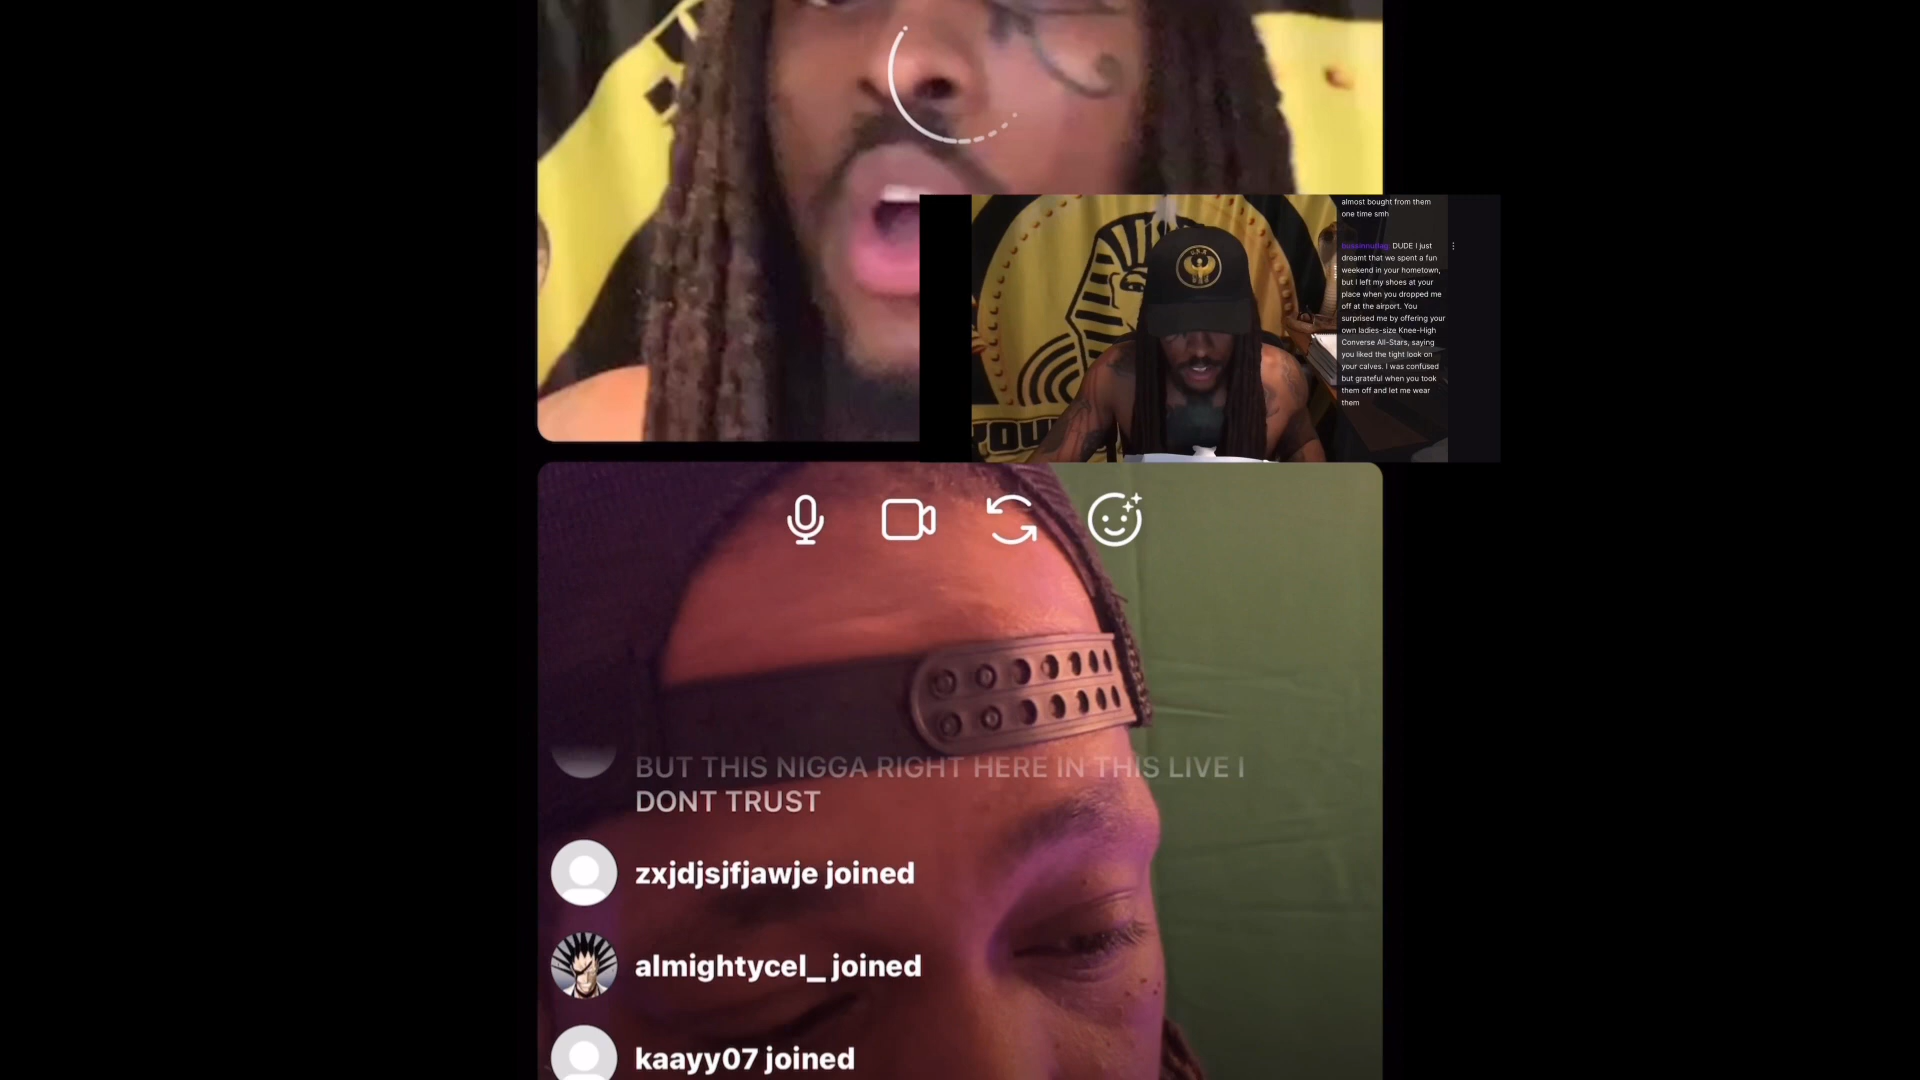 almost bought from them
one time smh
DUDE I just
dreamt that we spent a fun
weekend in your hometown,
but I left my shoes at your
place when you dropped me
off at the airport. You
surprised me by offering your
own ladies-size Knee-High
Converse All-Stars, saying
you liked the tight look on
your calves. I was confused
but grateful when you took
them off and let me wear
them
YOU
BUT THIS NIGGA RIGHT HERE IN THIS LIVE I
DONT TRUST
zxjdjsjfjawje joined
almightycel_ joined
kaayy07 joined